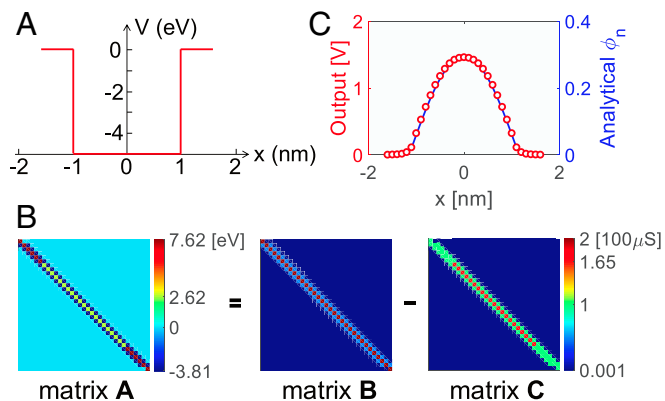 A
V (eV)
0
-2
-4
-2
-1
0
1
2
x (nm)
C
Output [V]
2
1
0
0.4
0.2
0
Analytical ϕn
-2
0
2
x [nm]
B
7.62 [eV]
2.62
0
-3.81
matrix A
=
matrix B
-
2 [100μS]
1.65
1
0.001
matrix C